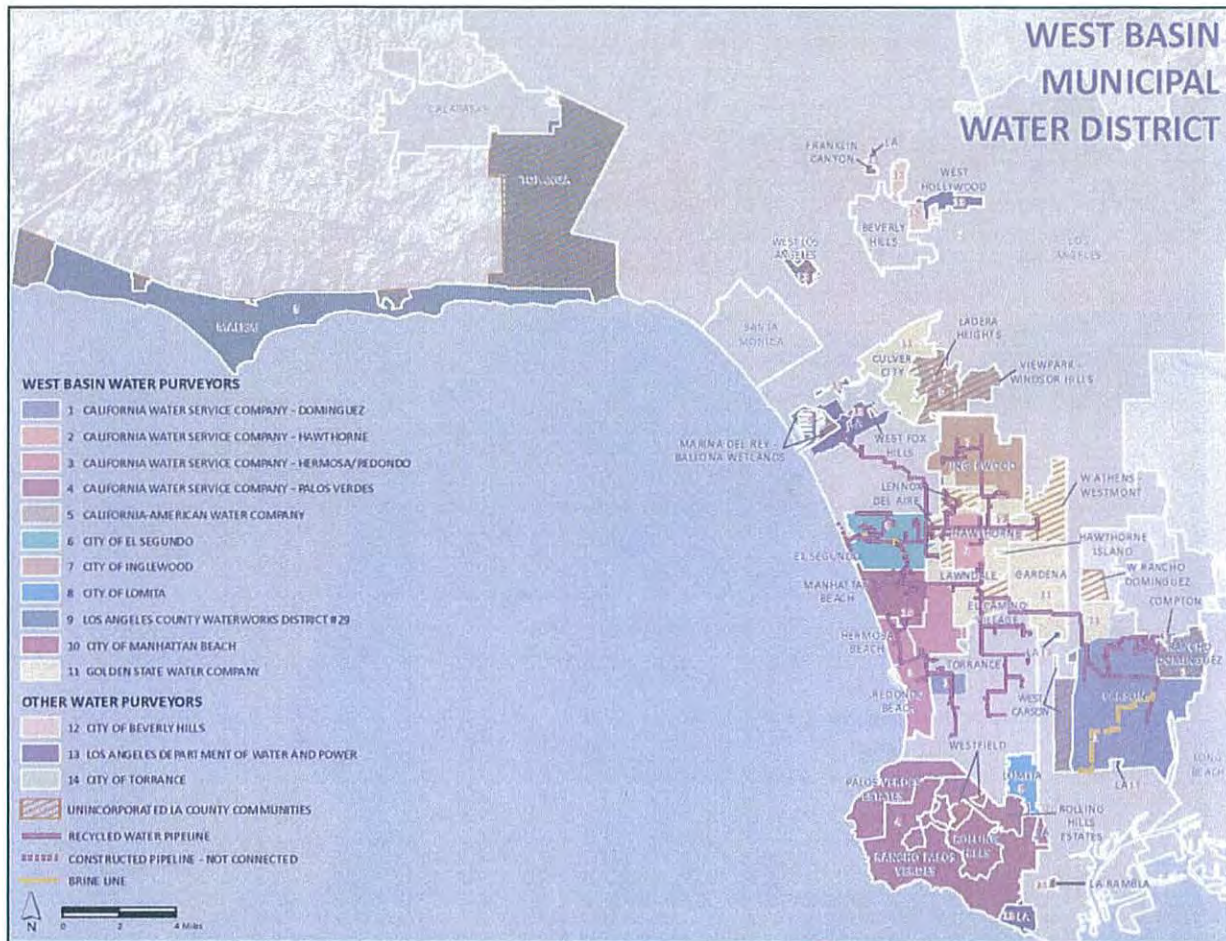 WEST BASIN
MUNICIPAL
WATER DISTRICT
CALABASAS
TOPANGA
FRANKLIN
CANYON
LA
WEST
HOLLYWOOD
BEVERLY
HILLS
WEST LOS
ANGELES
LOS
ANGELES
SANTA
MONICA
MALIBU
LADERA
HEIGHTS
CULVER
CITY
VIEWPARK -
WINDSOR HILLS
MARINA DEL REY -
BALLONA WETLANDS
WEST FOX
HILLS
INGLEWOOD
LENNOX
DEL AIRE
W ATHENS -
WESTMONT
HAWTHORNE
HAWTHORNE
ISLAND
EL SEGUNDO
LAWNDALE
GARDENA
11
W RANCHO
DOMINGUEZ
MANHATTAN
BEACH
EL CAMINO
VILLAGE
COMPTON
HERMOSA
BEACH
RANCHO
DOMINGUEZ
TORRANCE
CARSON
REDONDO
BEACH
WEST
CARSON
LONG
BEACH
WESTFIELD
PALOS VERDES
ESTATES
LOMITA
4
ROLLING
HILLS
ROLLING
HILLS
ESTATES
RANCHO PALOS
VERDES
LA RAMBLA
WEST BASIN WATER PURVEYORS
1 CALIFORNIA WATER SERVICE COMPANY - DOMINGUEZ
2 CALIFORNIA WATER SERVICE COMPANY - HAWTHORNE
3 CALIFORNIA WATER SERVICE COMPANY - HERMOSA/REDONDO
4 CALIFORNIA WATER SERVICE COMPANY - PALOS VERDES
5 CALIFORNIA-AMERICAN WATER COMPANY
6 CITY OF EL SEGUNDO
7 CITY OF INGLEWOOD
8 CITY OF LOMITA
9 LOS ANGELES COUNTY WATERWORKS DISTRICT #29
10 CITY OF MANHATTAN BEACH
11 GOLDEN STATE WATER COMPANY
OTHER WATER PURVEYORS
12 CITY OF BEVERLY HILLS
13 LOS ANGELES DEPARTMENT OF WATER AND POWER
14 CITY OF TORRANCE
UNINCORPORATED LA COUNTY COMMUNITIES
RECYCLED WATER PIPELINE
CONSTRUCTED PIPELINE - NOT CONNECTED
BRINE LINE
N
0 2 4 Miles